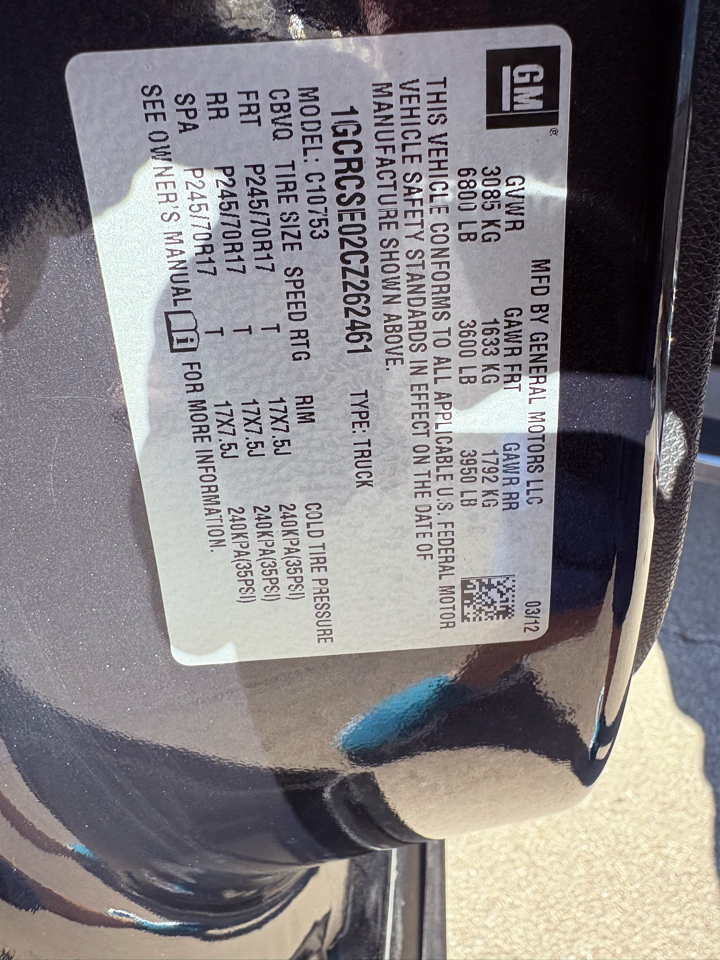 GM®
MFD BY GENERAL MOTORS LLC 03/12
GVWR GAWR FRT GAWR RR
3085 KG 1633 KG 1792 KG
6800 LB 3600 LB 3950 LB
THIS VEHICLE CONFORMS TO ALL APPLICABLE U.S. FEDERAL MOTOR
VEHICLE SAFETY STANDARDS IN EFFECT ON THE DATE OF
MANUFACTURE SHOWN ABOVE.
1GCRCSE02CZ262461 TYPE: TRUCK
MODEL: C10753
CBVQ TIRE SIZE SPEED RTG RIM COLD TIRE PRESSURE
FRT P245/70R17 T 17X7.5J 240KPA(35PSI)
RR P245/70R17 T 17X7.5J 240KPA(35PSI)
SPA P245/70R17 T 17X7.5J 240KPA(35PSI)
SEE OWNER'S MANUAL FOR MORE INFORMATION.